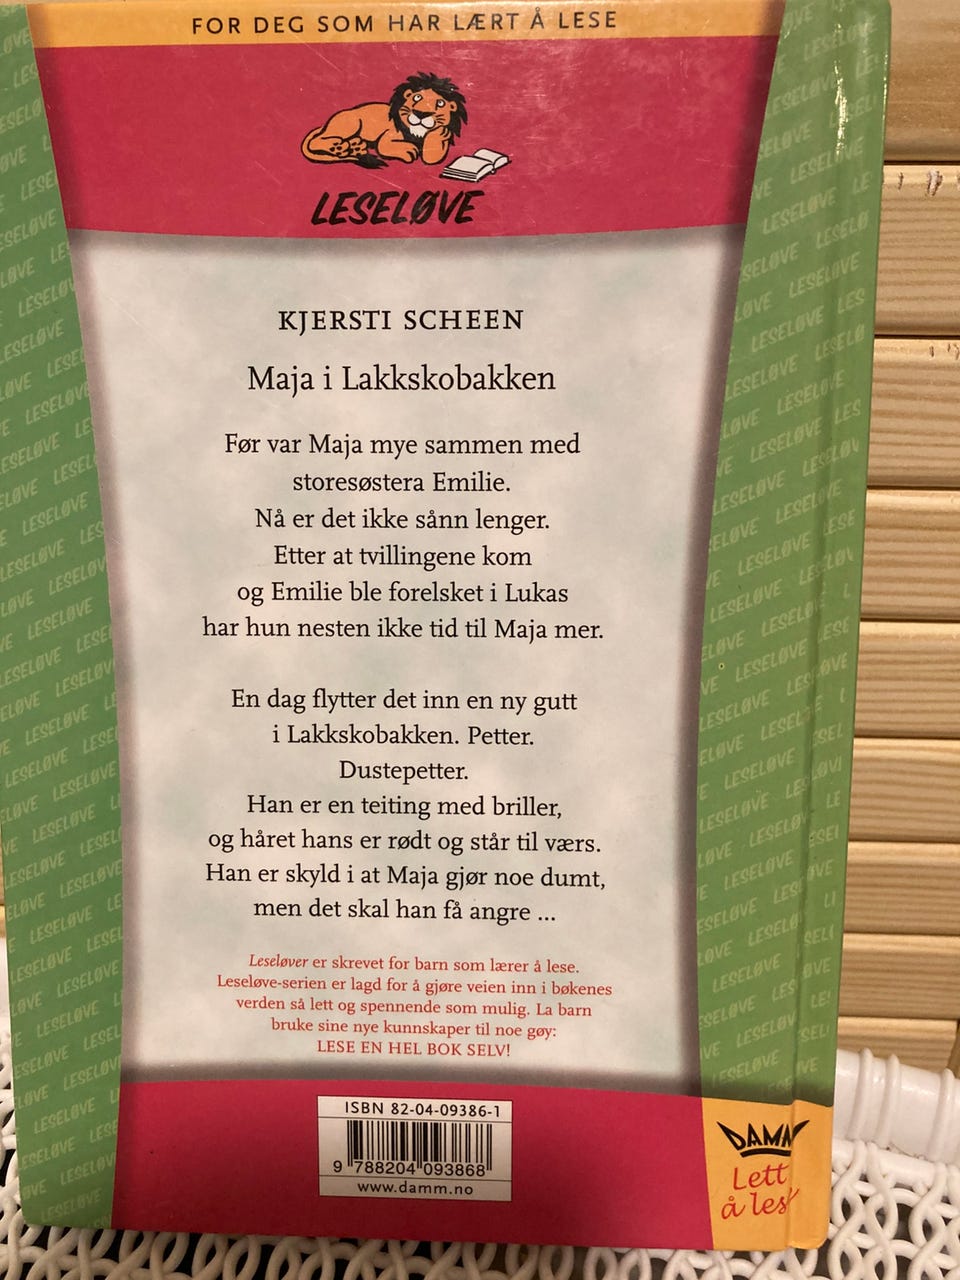 FOR DEG SOM HAR LÆRT Å LESE
LESELØVE
KJERSTI SCHEEN
Maja i Lakkskobakken
Før var Maja mye sammen med
storesøstera Emilie.
Nå er det ikke sånn lenger.
Etter at tvillingene kom
og Emilie ble forelsket i Lukas
har hun nesten ikke tid til Maja mer.
En dag flytter det inn en ny gutt
i Lakkskobakken. Petter.
Dustepetter.
Han er en teiting med briller,
og håret hans er rødt og står til værs.
Han er skyld i at Maja gjør noe dumt,
men det skal han få angre ...
Leseløver er skrevet for barn som lærer å lese.
Leseløve-serien er lagd for å gjøre veien inn i bøkenes
verden så lett og spennende som mulig. La barn
bruke sine nye kunnskaper til noe gøy:
LESE EN HEL BOK SELV!
ISBN 82-04-09386-1
9 788204 093868
www.damm.no
DAMM
Lett
å lese